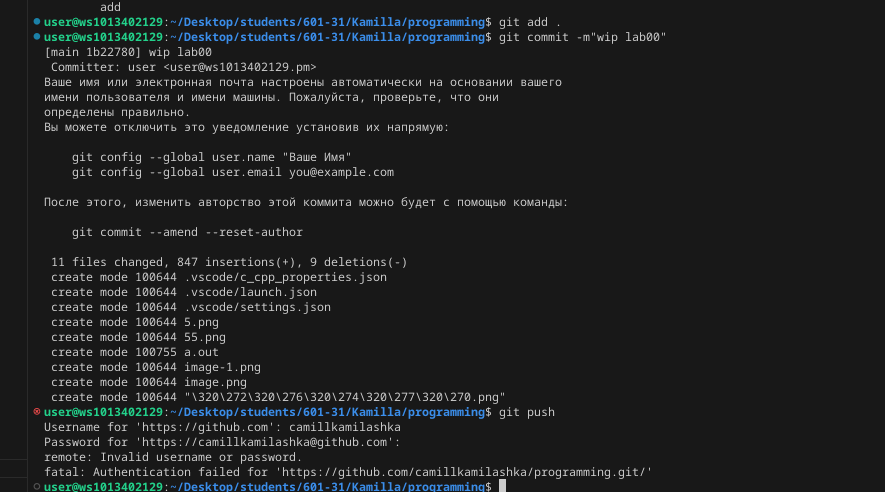 add
user@ws1013402129:~/Desktop/students/601-31/Kamilla/programming$ git add .
user@ws1013402129:~/Desktop/students/601-31/Kamilla/programming$ git commit -m"wip lab00"
[main 1b22780] wip lab00
Committer: user <user@ws1013402129.pm>
Ваше имя или электронная почта настроены автоматически на основании вашего
имени пользователя и имени машины. Пожалуйста, проверьте, что они
определены правильно.
Вы можете отключить это уведомление установив их напрямую:
git config --global user.name "Ваше Имя"
git config --global user.email you@example.com
После этого, изменить авторство этой коммита можно будет с помощью команды:
git commit --amend --reset-author
11 files changed, 847 insertions(+), 9 deletions(-)
create mode 100644 .vscode/c_cpp_properties.json
create mode 100644 .vscode/launch.json
create mode 100644 .vscode/settings.json
create mode 100644 5.png
create mode 100644 55.png
create mode 100755 a.out
create mode 100644 image-1.png
create mode 100644 image.png
create mode 100644 "\320\272\320\276\320\274\320\277\320\270.png"
user@ws1013402129:~/Desktop/students/601-31/Kamilla/programming$ git push
Username for 'https://github.com': camillkamilashka
Password for 'https://camillkamilashka@github.com':
remote: Invalid username or password.
fatal: Authentication failed for 'https://github.com/camillkamilashka/programming.git/'
user@ws1013402129:~/Desktop/students/601-31/Kamilla/programming$